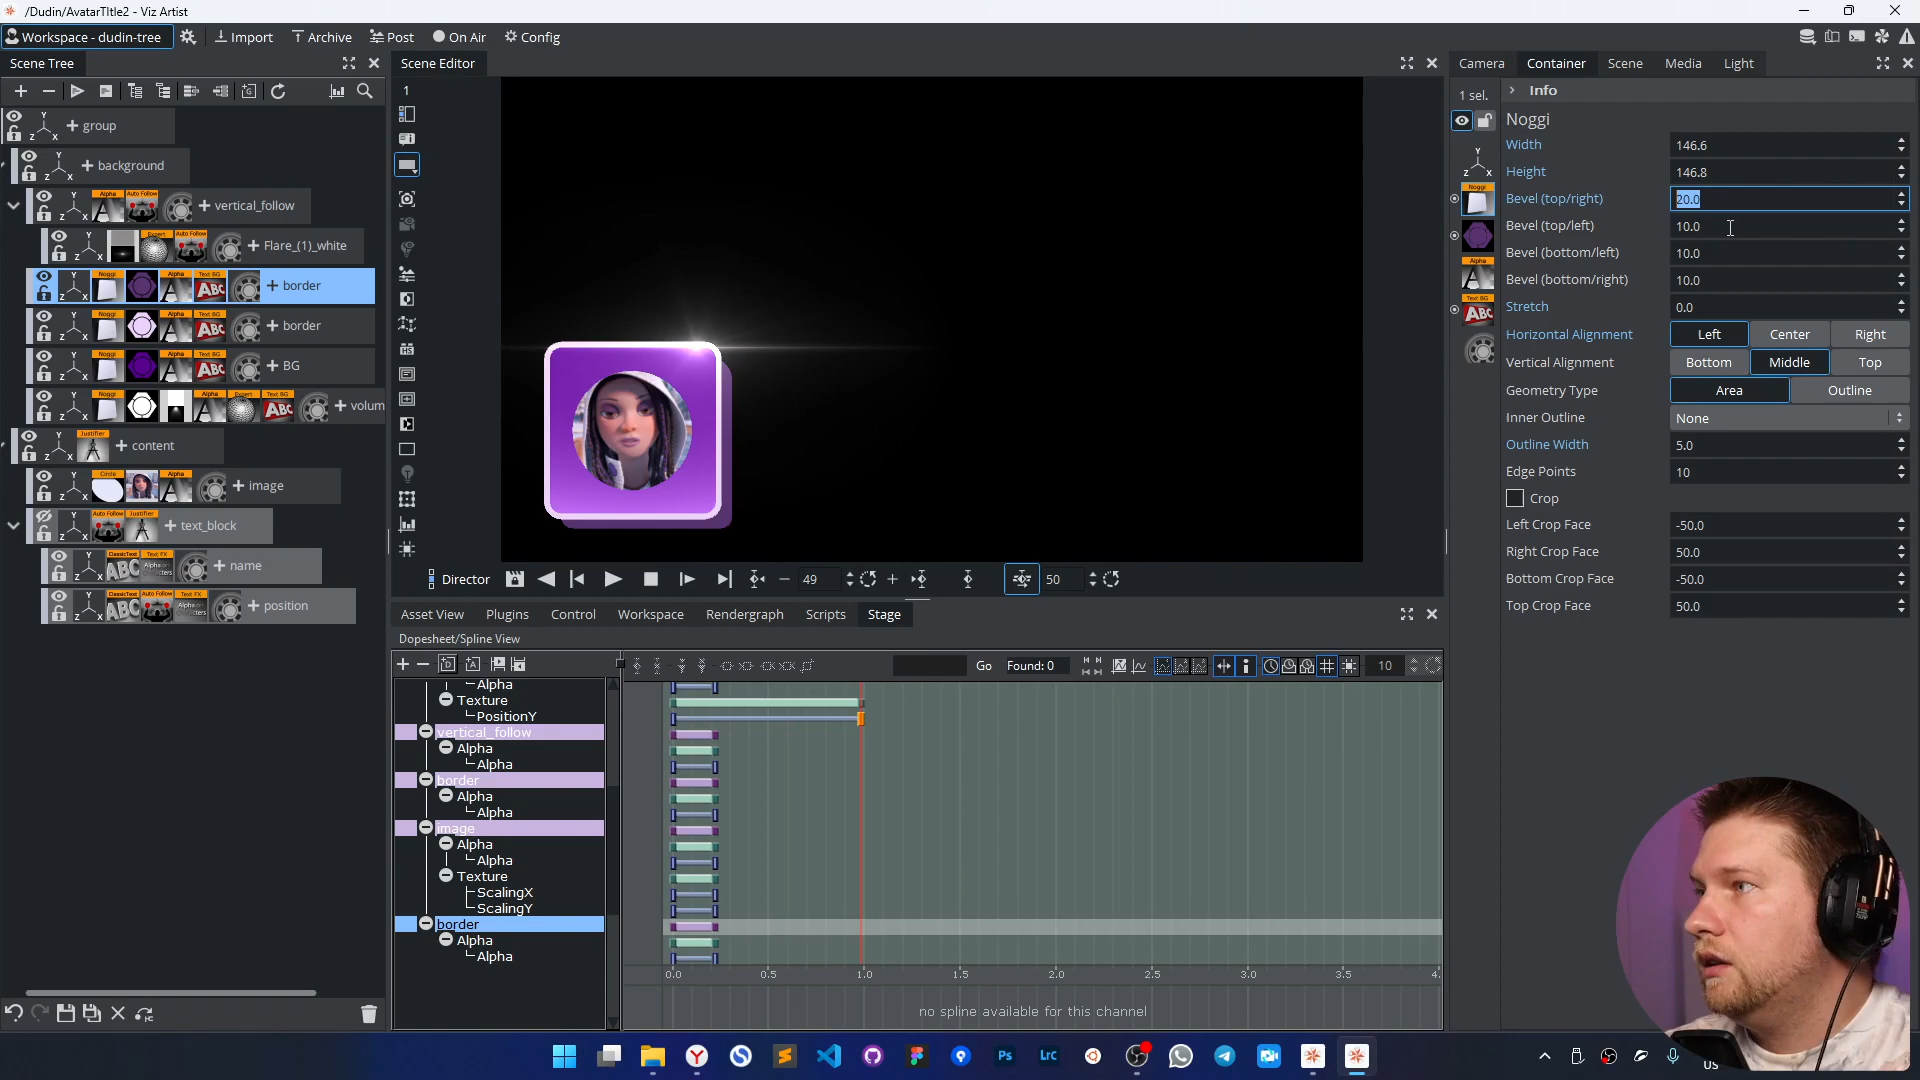 /Dudin/AvatarTItle2 - Viz Artist
Workspace - dudin-tree
Import
Archive
Post
On Air
Config
Scene Tree
Scene Editor
Camera
Container
Scene
Media
Light
1
1 sel.
Info
Noggi
group
background
vertical_follow
Flare_(1)_white
border
border
BG
volum
content
image
text_block
name
position
Width 146.6
Height 146.8
Bevel (top/right) 20.0
Bevel (top/left) 10.0
Bevel (bottom/left) 10.0
Bevel (bottom/right) 10.0
Stretch 0.0
Horizontal Alignment Left Center Right
Vertical Alignment Bottom Middle Top
Geometry Type Area Outline
Inner Outline None
Outline Width 5.0
Edge Points 10
Crop
Left Crop Face -50.0
Right Crop Face 50.0
Bottom Crop Face -50.0
Top Crop Face 50.0
Director
49
50
Asset View
Plugins
Control
Workspace
Rendergraph
Scripts
Stage
Dopesheet/Spline View
Go
Found: 0
10
Alpha
Texture
PositionY
vertical_follow
Alpha
Alpha
border
Alpha
Alpha
image
Alpha
Alpha
Texture
ScalingX
ScalingY
border
Alpha
Alpha
0.0 0.5 1.0 1.5 2.0 2.5 3.0 3.5 4.
no spline available for this channel
Ps
LrC
US